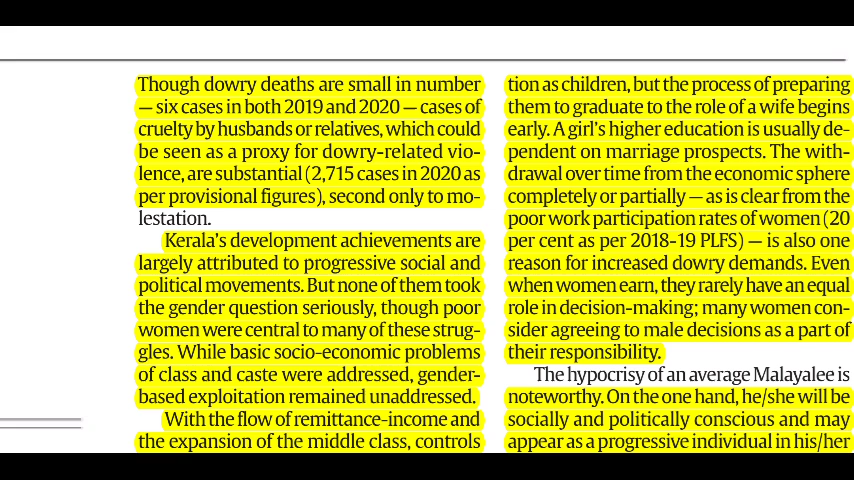 Though dowry deaths are small in number
— six cases in both 2019 and 2020 — cases of
cruelty by husbands or relatives, which could
be seen as a proxy for dowry-related vio-
lence, are substantial (2,715 cases in 2020 as
per provisional figures), second only to mo-
lestation.
Kerala's development achievements are
largely attributed to progressive social and
political movements. But none of them took
the gender question seriously, though poor
women were central to many of these strug-
gles. While basic socio-economic problems
of class and caste were addressed, gender-
based exploitation remained unaddressed.
With the flow of remittance-income and
the expansion of the middle class, controls
tion as children, but the process of preparing
them to graduate to the role of a wife begins
early. A girl's higher education is usually de-
pendent on marriage prospects. The with-
drawal over time from the economic sphere
completely or partially — as is clear from the
poor work participation rates of women (20
per cent as per 2018-19 PLFS) — is also one
reason for increased dowry demands. Even
when women earn, they rarely have an equal
role in decision-making; many women con-
sider agreeing to male decisions as a part of
their responsibility.
The hypocrisy of an average Malayalee is
noteworthy. On the one hand, he/she will be
socially and politically conscious and may
appear as a progressive individual in his/her